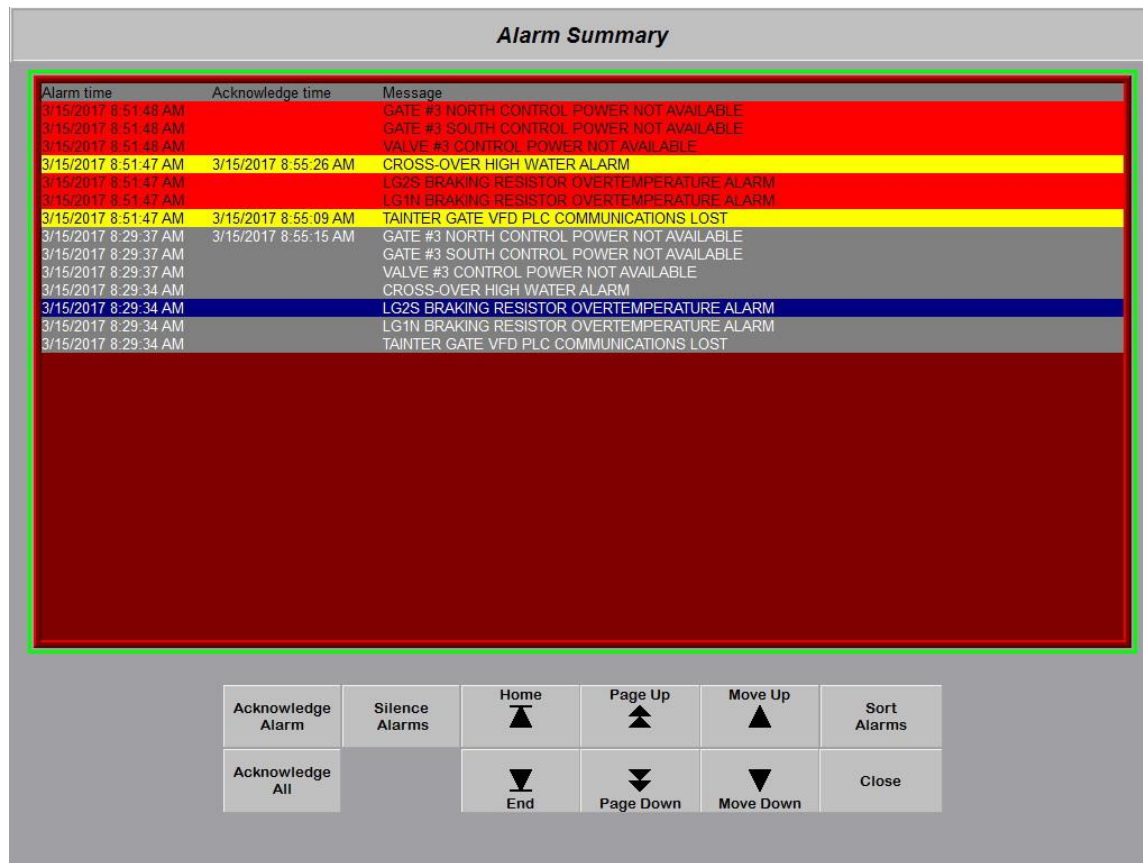 Alarm Summary
Alarm time Acknowledge time Message
3/15/2017 8:51:48 AM GATE #3 NORTH CONTROL POWER NOT AVAILABLE
3/15/2017 8:51:48 AM GATE #3 SOUTH CONTROL POWER NOT AVAILABLE
3/15/2017 8:51:48 AM VALVE #3 CONTROL POWER NOT AVAILABLE
3/15/2017 8:51:47 AM 3/15/2017 8:55:26 AM CROSS-OVER HIGH WATER ALARM
3/15/2017 8:51:47 AM LG2S BRAKING RESISTOR OVERTEMPERATURE ALARM
3/15/2017 8:51:47 AM LG1N BRAKING RESISTOR OVERTEMPERATURE ALARM
3/15/2017 8:51:47 AM 3/15/2017 8:55:09 AM TAINTER GATE VFD PLC COMMUNICATIONS LOST
3/15/2017 8:29:37 AM 3/15/2017 8:55:15 AM GATE #3 NORTH CONTROL POWER NOT AVAILABLE
3/15/2017 8:29:37 AM GATE #3 SOUTH CONTROL POWER NOT AVAILABLE
3/15/2017 8:29:37 AM VALVE #3 CONTROL POWER NOT AVAILABLE
3/15/2017 8:29:34 AM CROSS-OVER HIGH WATER ALARM
3/15/2017 8:29:34 AM LG2S BRAKING RESISTOR OVERTEMPERATURE ALARM
3/15/2017 8:29:34 AM LG1N BRAKING RESISTOR OVERTEMPERATURE ALARM
3/15/2017 8:29:34 AM TAINTER GATE VFD PLC COMMUNICATIONS LOST
Acknowledge
Alarm
Silence
Alarms
Home
Page Up
Move Up
Sort
Alarms
Acknowledge
All
End
Page Down
Move Down
Close